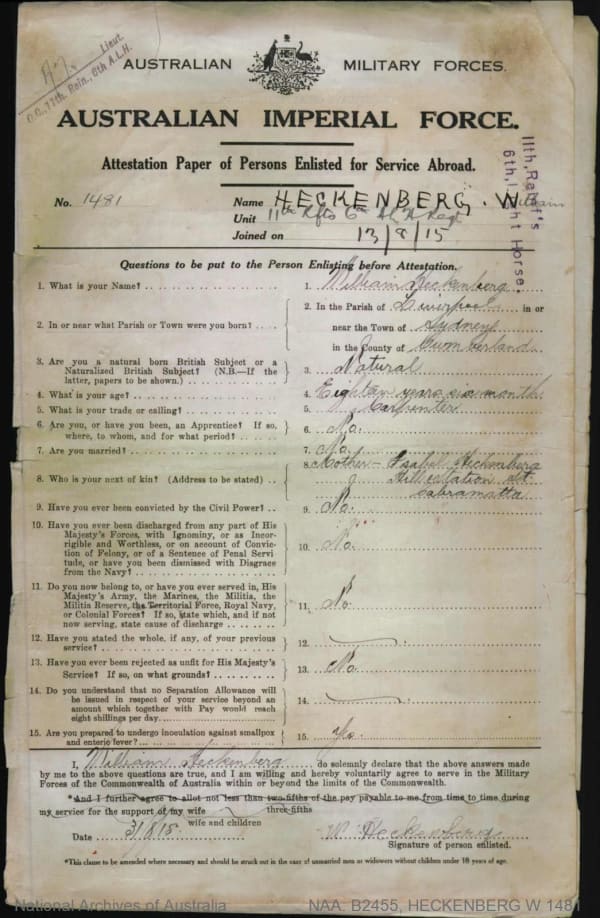 Lieut.
O.C., 11th. Rein., 6th A.L.H.
AUSTRALIAN MILITARY FORCES.
AUSTRALIAN IMPERIAL FORCE.
Attestation Paper of Persons Enlisted for Service Abroad.
No. 1481 Name HECKENBERG. William
Unit 11th Rfts 6th Lt H Regt
Joined on 13/9/15
11th, Reinf's
6th, Light Horse.
Questions to be put to the Person Enlisting before Attestation.
1. What is your Name? 1. William Heckenberg
2. In or near what Parish or Town were you born? 2. In the Parish of Liverpool in or
near the Town of Sydney
in the County of Cumberland
3. Are you a natural born British Subject or a
Naturalized British Subject? (N.B.—If the
latter, papers to be shown.) 3. Natural
4. What is your age? 4. Eighteen years six month
5. What is your trade or calling? 5. Carpenter
6. Are you, or have you been, an Apprentice? If so,
where, to whom, and for what period? 6. No.
7. Are you married? 7. No.
8. Who is your next of kin? (Address to be stated) 8. Mother - Isabel Heckenberg
Hill St
Cabramatta
9. Have you ever been convicted by the Civil Power? 9. No.
10. Have you ever been discharged from any part of His
Majesty's Forces, with Ignominy, or as Incor-
rigible and Worthless, or on account of Convic-
tion of Felony, or of a Sentence of Penal Servi
tude, or have you been dismissed with Disgrace
from the Navy? 10. No.
11. Do you now belong to, or have you ever served in, His
Majesty's Army, the Marines, the Militia, the
Militia Reserve, the Territorial Force, Royal Navy,
or Colonial Forces? If so, state which, and if not
now serving, state cause of discharge 11. No
12. Have you stated the whole, if any, of your previous
service? 12.
13. Have you ever been rejected as unfit for His Majesty's
Service? If so, on what grounds? 13. No
14. Do you understand that no Separation Allowance will
be issued in respect of your service beyond an
amount which together with Pay would reach
eight shillings per day 14.
15. Are you prepared to undergo inoculation against smallpox
and enteric fever? 15. Yes.
I, William Heckenberg do solemnly declare that the above answers made
by me to the above questions are true, and I am willing and hereby voluntarily agree to serve in the Military
Forces of the Commonwealth of Australia within or beyond the limits of the Commonwealth.
*And I further agree to allot not less than two-fifths of the pay payable to me from time to time during
three-fifths
my service for the support of my wife
wife and children
Date 3/8/15 W. Heckenberg
Signature of person enlisted.
*This clause to be amended where necessary and should be struck out in the case of unmarried men or widowers without children under 18 years of age.
National Archives of Australia NAA: B2455, HECKENBERG W 1481